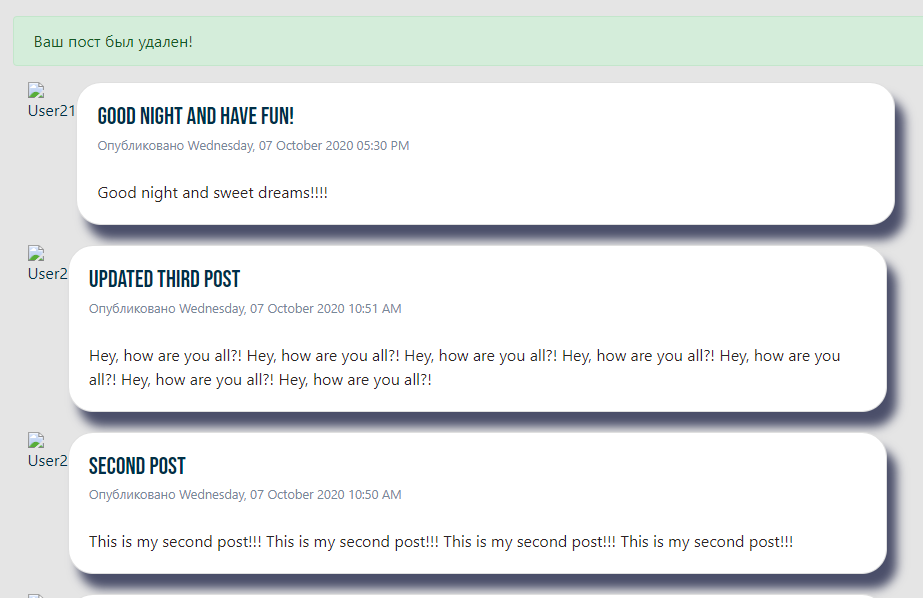 Ваш пост был удален!
User21
GOOD NIGHT AND HAVE FUN!
Опубликовано Wednesday, 07 October 2020 05:30 PM
Good night and sweet dreams!!!!
User2
UPDATED THIRD POST
Опубликовано Wednesday, 07 October 2020 10:51 AM
Hey, how are you all?! Hey, how are you all?! Hey, how are you all?! Hey, how are you all?! Hey, how are you
all?! Hey, how are you all?! Hey, how are you all?!
User2
SECOND POST
Опубликовано Wednesday, 07 October 2020 10:50 AM
This is my second post!!! This is my second post!!! This is my second post!!! This is my second post!!!